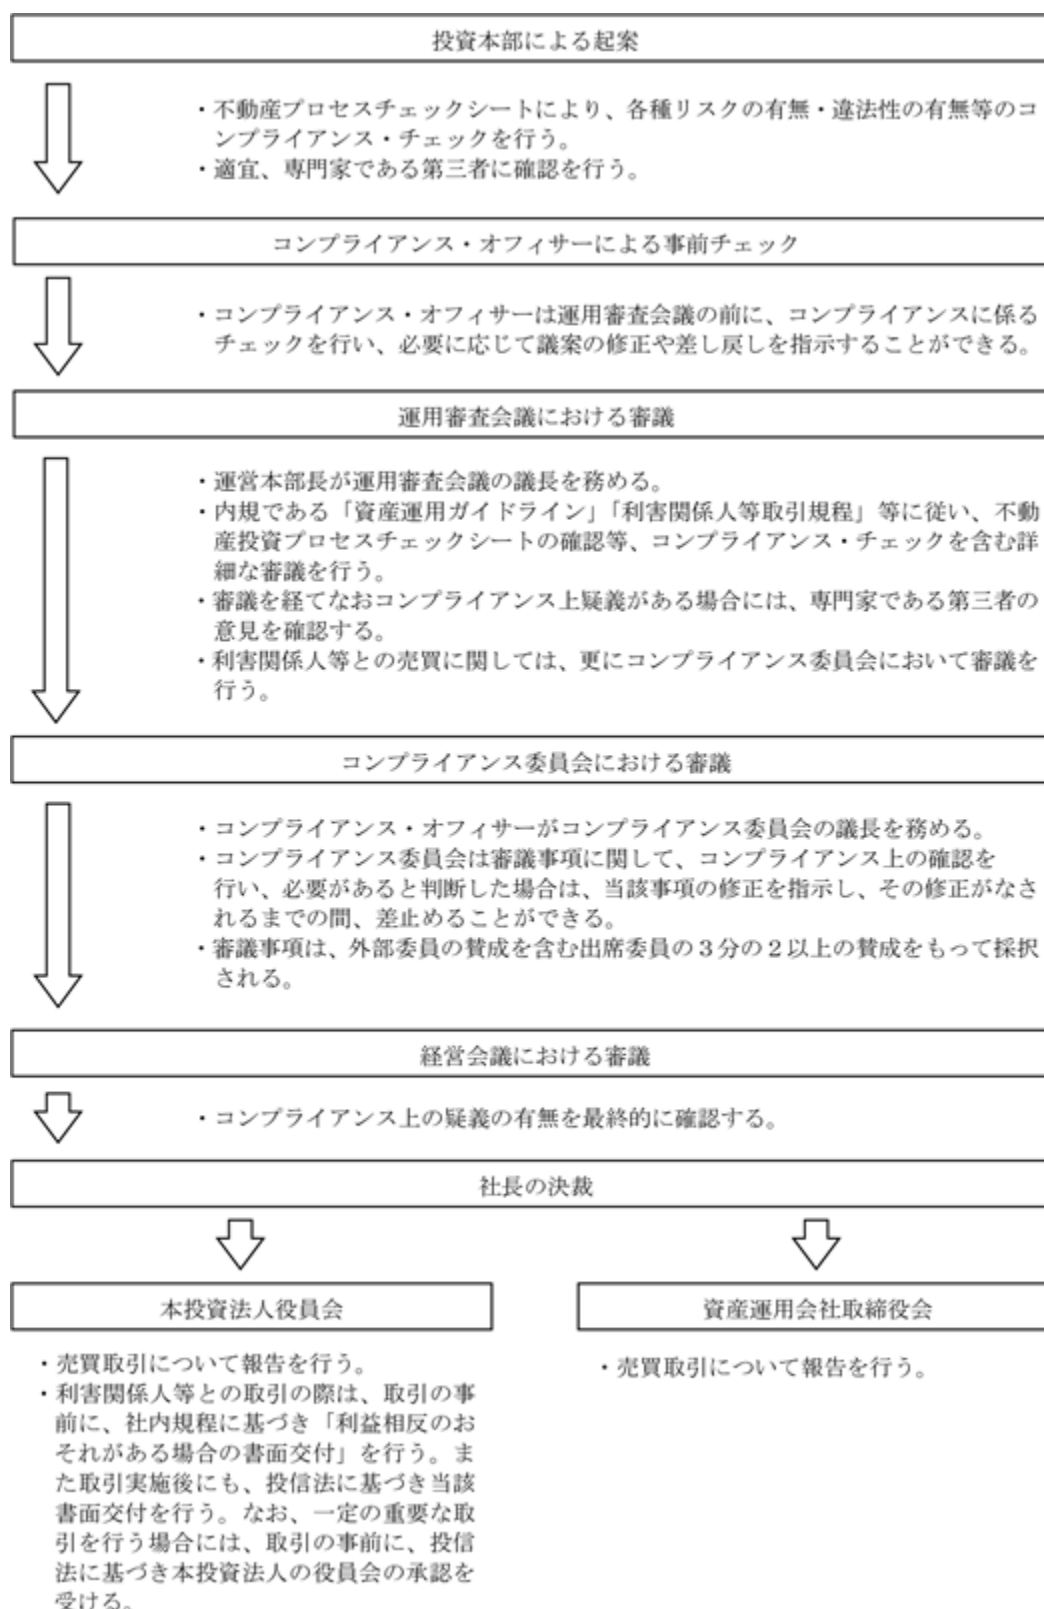 投資本部による起案
・不動産プロセスチェックシートにより、各種リスクの有無・違法性の有無等のコ
ンプライアンス・チェックを行う。
・適宜、専門家である第三者に確認を行う。
コンプライアンス・オフィサーによる事前チェック
・コンプライアンス・オフィサーは運用審査会議の前に、コンプライアンスに係る
チェックを行い、必要に応じて議案の修正や差し戻しを指示することができる。
運用審査会議における審議
・運営本部長が運用審査会議の議長を務める。
・内規である「資産運用ガイドライン」「利害関係人等取引規程」等に従い、不動
産投資プロセスチェックシートの確認等、コンプライアンス・チェックを含む詳
細な審議を行う。
・審議を経てなおコンプライアンス上疑義がある場合には、専門家である第三者の
意見を確認する。
・利害関係人等との売買に関しては、更にコンプライアンス委員会において審議を
行う。
コンプライアンス委員会における審議
・コンプライアンス・オフィサーがコンプライアンス委員会の議長を務める。
・コンプライアンス委員会は審議事項に関して、コンプライアンス上の確認を
行い、必要があると判断した場合は、当該事項の修正を指示し、その修正がなさ
れるまでの間、差止めることができる。
・審議事項は、外部委員の賛成を含む出席委員の3分の2以上の賛成をもって採択
される。
経営会議における審議
・コンプライアンス上の疑義の有無を最終的に確認する。
社長の決裁
本投資法人役員会
・売買取引について報告を行う。
・利害関係人等との取引の際は、取引の事
前に、社内規程に基づき「利益相反のお
それがある場合の書面交付」を行う。ま
た取引実施後にも、投信法に基づき当該
書面交付を行う。なお、一定の重要な取
引を行う場合には、取引の事前に、投信
法に基づき本投資法人の役員会の承認を
受ける。
資産運用会社取締役会
・売買取引について報告を行う。